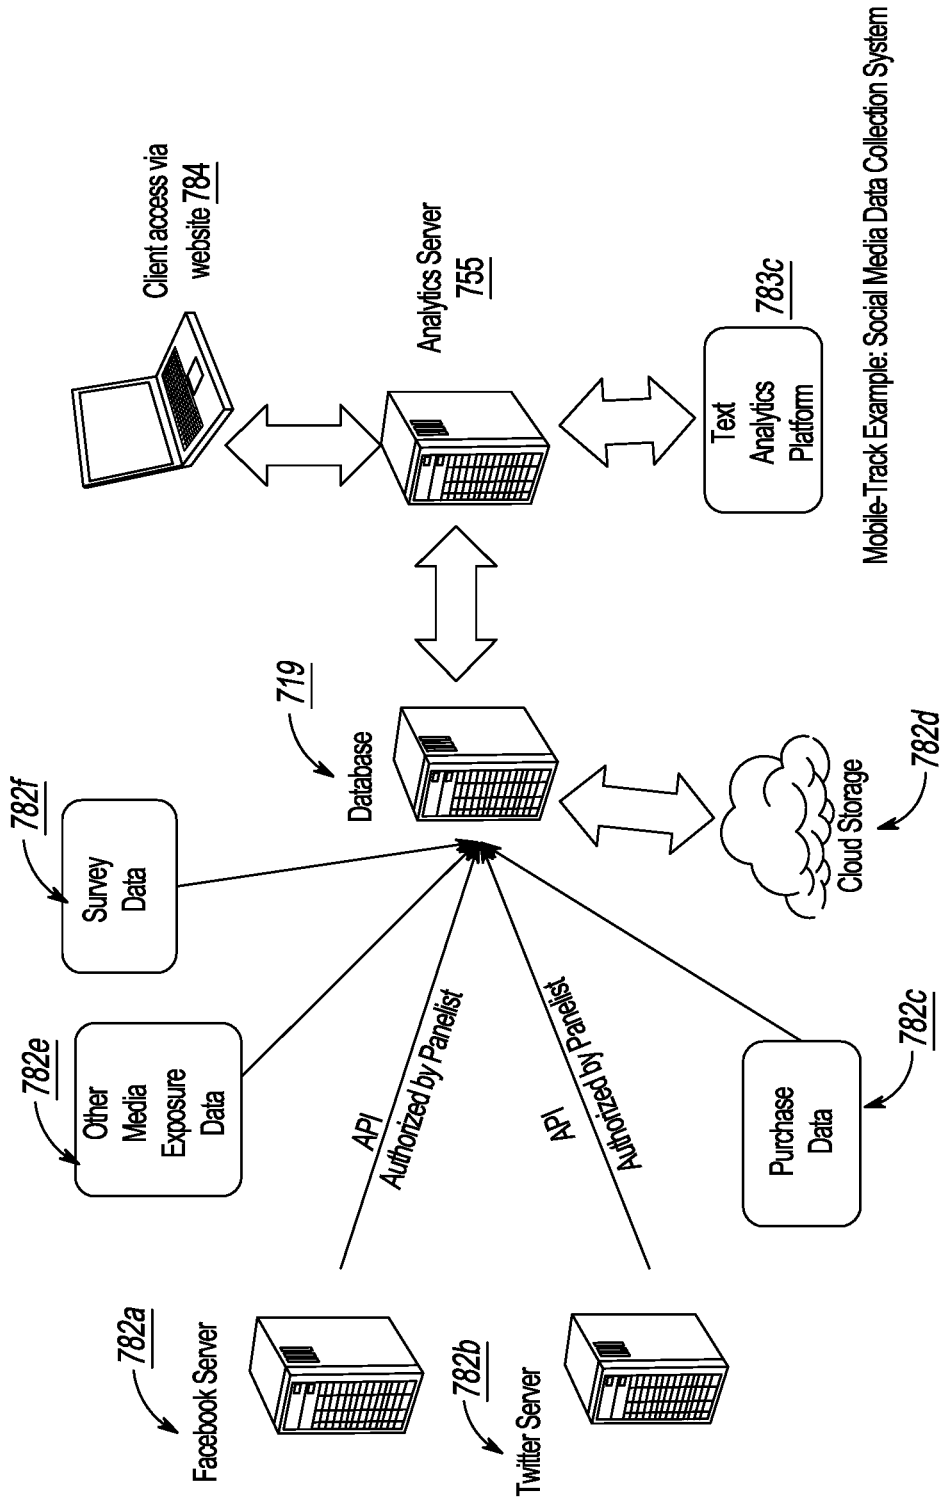 782a
Facebook Server
782b
Twitter Server
782e
Other
Media
Exposure
Data
782f
Survey
Data
API
Authorized by Panelist
API
Authorized by Panelist
Purchase
Data
782c
719
Database
Cloud Storage
782d
Client access via
website 784
Analytics Server
755
Text
Analytics
Platform
783c
Mobile-Track Example: Social Media Data Collection System